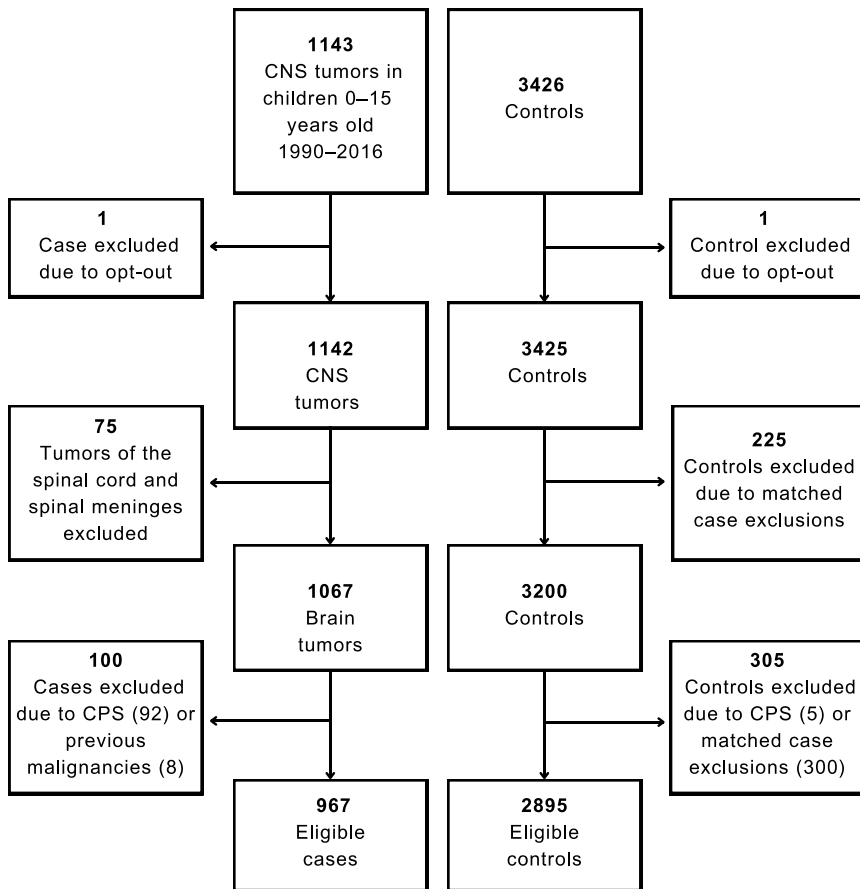 1143
CNS tumors in
children 0–15
years old
1990–2016
3426
Controls
1
Case excluded
due to opt-out
1
Control excluded
due to opt-out
1142
CNS
tumors
3425
Controls
75
Tumors of the
spinal cord and
spinal meninges
excluded
225
Controls excluded
due to matched
case exclusions
1067
Brain
tumors
3200
Controls
100
Cases excluded
due to CPS (92) or
previous
malignancies (8)
305
Controls excluded
due to CPS (5) or
matched case
exclusions (300)
967
Eligible
cases
2895
Eligible
controls